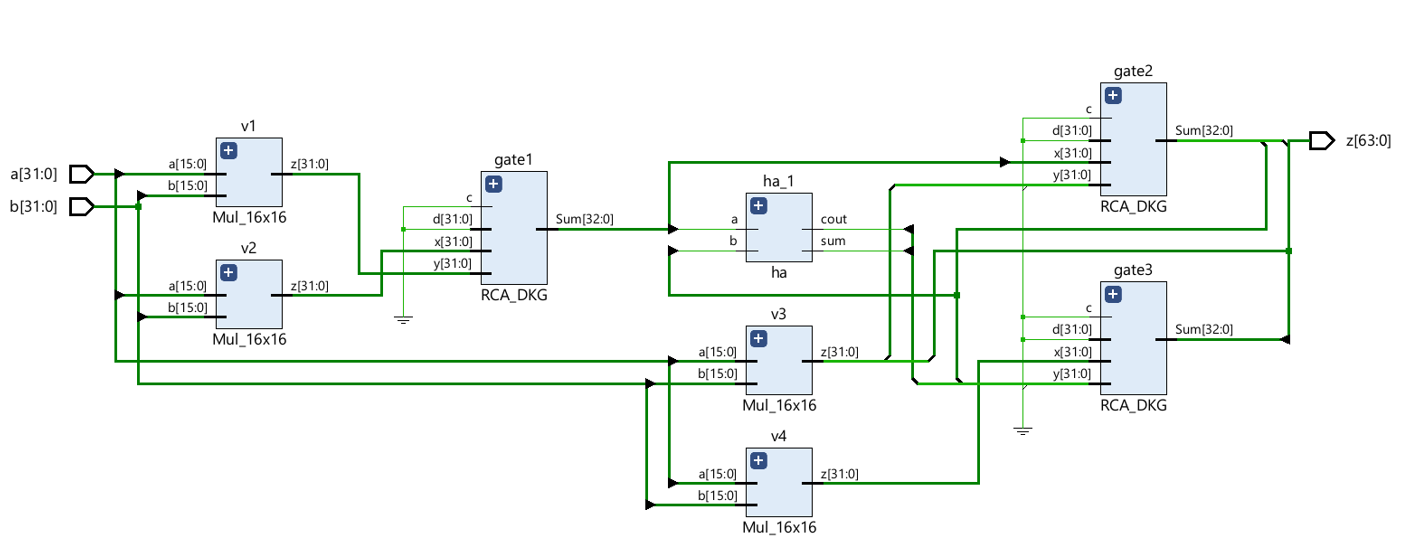 a[31:0]
b[31:0]
v1
a[15:0]
b[15:0]
z[31:0]
Mul_16x16
v2
a[15:0]
b[15:0]
z[31:0]
Mul_16x16
gate1
c
d[31:0]
x[31:0]
y[31:0]
Sum[32:0]
RCA_DKG
ha_1
a
b
cout
sum
ha
v3
a[15:0]
b[15:0]
z[31:0]
Mul_16x16
v4
a[15:0]
b[15:0]
z[31:0]
Mul_16x16
gate2
c
d[31:0]
x[31:0]
y[31:0]
Sum[32:0]
RCA_DKG
gate3
c
d[31:0]
x[31:0]
y[31:0]
Sum[32:0]
RCA_DKG
z[63:0]